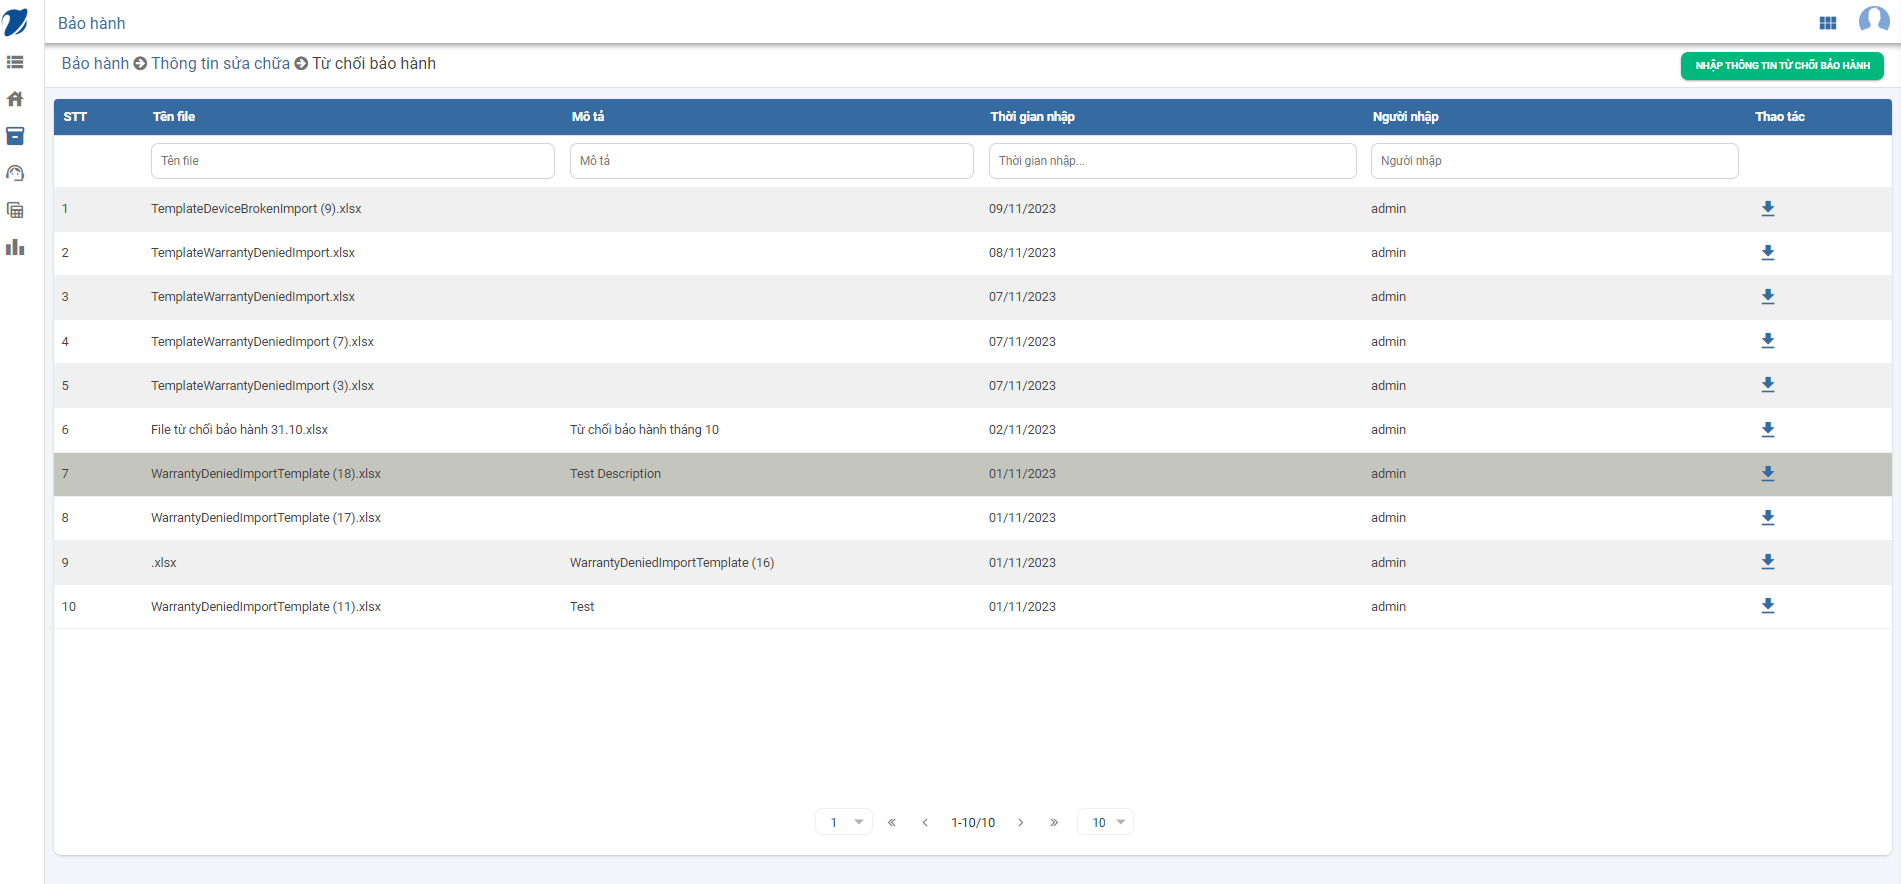 Bảo hành
Bảo hành Thông tin sửa chữa Từ chối bảo hành
NHẬP THÔNG TIN TỪ CHỐI BẢO HÀNH
STT Tên file Mô tả Thời gian nhập Người nhập Thao tác
Tên file Mô tả Thời gian nhập... Người nhập
1 TemplateDeviceBrokenImport (9).xlsx 09/11/2023 admin
2 TemplateWarrantyDeniedImport.xlsx 08/11/2023 admin
3 TemplateWarrantyDeniedImport.xlsx 07/11/2023 admin
4 TemplateWarrantyDeniedImport (7).xlsx 07/11/2023 admin
5 TemplateWarrantyDeniedImport (3).xlsx 07/11/2023 admin
6 File từ chối bảo hành 31.10.xlsx Từ chối bảo hành tháng 10 02/11/2023 admin
7 WarrantyDeniedImportTemplate (18).xlsx Test Description 01/11/2023 admin
8 WarrantyDeniedImportTemplate (17).xlsx 01/11/2023 admin
9 .xlsx WarrantyDeniedImportTemplate (16) 01/11/2023 admin
10 WarrantyDeniedImportTemplate (11).xlsx Test 01/11/2023 admin
1 « ‹ 1-10/10 › » 10